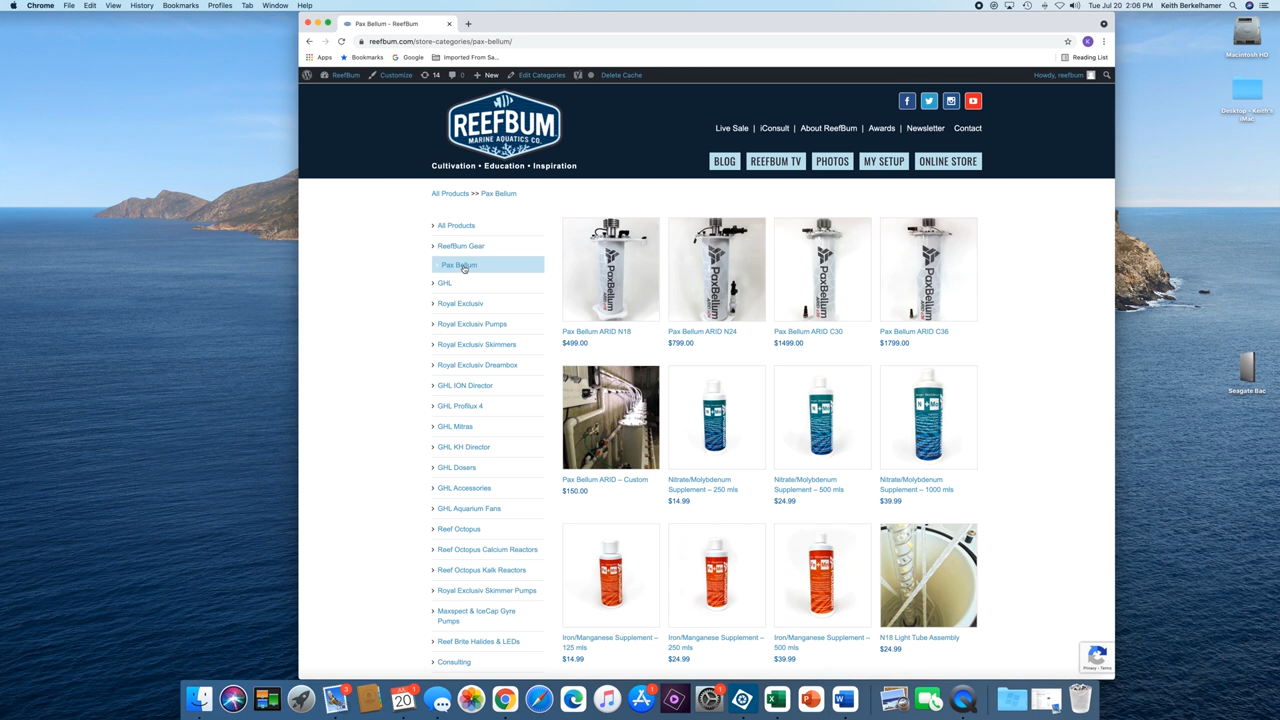 Chrome File Edit View History Bookmarks Profiles Tab Window Help
Tue Jul 20 2:06 PM Keith Berkelhamer
Pax Bellum - ReefBum
reefbum.com/store-categories/pax-bellum/
K
Apps Bookmarks Google Imported From Sa... Reading List
ReefBum Customize 14 0 New Edit Categories Delete Cache Howdy, reefbum
REEFBUM
MARINE AQUATICS CO.
Cultivation • Education • Inspiration
Live Sale | iConsult | About ReefBum | Awards | Newsletter | Contact
BLOG REEFBUM TV PHOTOS MY SETUP ONLINE STORE
All Products >> Pax Bellum
All Products
ReefBum Gear
Pax Bellum
GHL
Royal Exclusiv
Royal Exclusiv Pumps
Royal Exclusiv Skimmers
Royal Exclusiv Dreambox
GHL ION Director
GHL Profilux 4
GHL Mitras
GHL KH Director
GHL Dosers
GHL Accessories
GHL Aquarium Fans
Reef Octopus
Reef Octopus Calcium Reactors
Reef Octopus Kalk Reactors
Royal Exclusiv Skimmer Pumps
Maxspect & IceCap Gyre
Pumps
Reef Brite Halides & LEDs
Consulting
PaxBellum
PaxBellum
PaxBellum
PaxBellum
Pax Bellum ARID N18
$499.00
Pax Bellum ARID N24
$799.00
Pax Bellum ARID C30
$1499.00
Pax Bellum ARID C36
$1799.00
Pax Bellum ARID – Custom
$150.00
Nitrate/Molybdenum
Supplement – 250 mls
$14.99
Nitrate/Molybdenum
Supplement – 500 mls
$24.99
Nitrate/Molybdenum
Supplement – 1000 mls
$39.99
Iron/Manganese Supplement –
125 mls
$14.99
Iron/Manganese Supplement –
250 mls
$24.99
Iron/Manganese Supplement –
500 mls
$39.99
N18 Light Tube Assembly
$24.99
Privacy - Terms
Macintosh HD
Desktop - Keith's
iMac
Seagate Bac
JUL
20